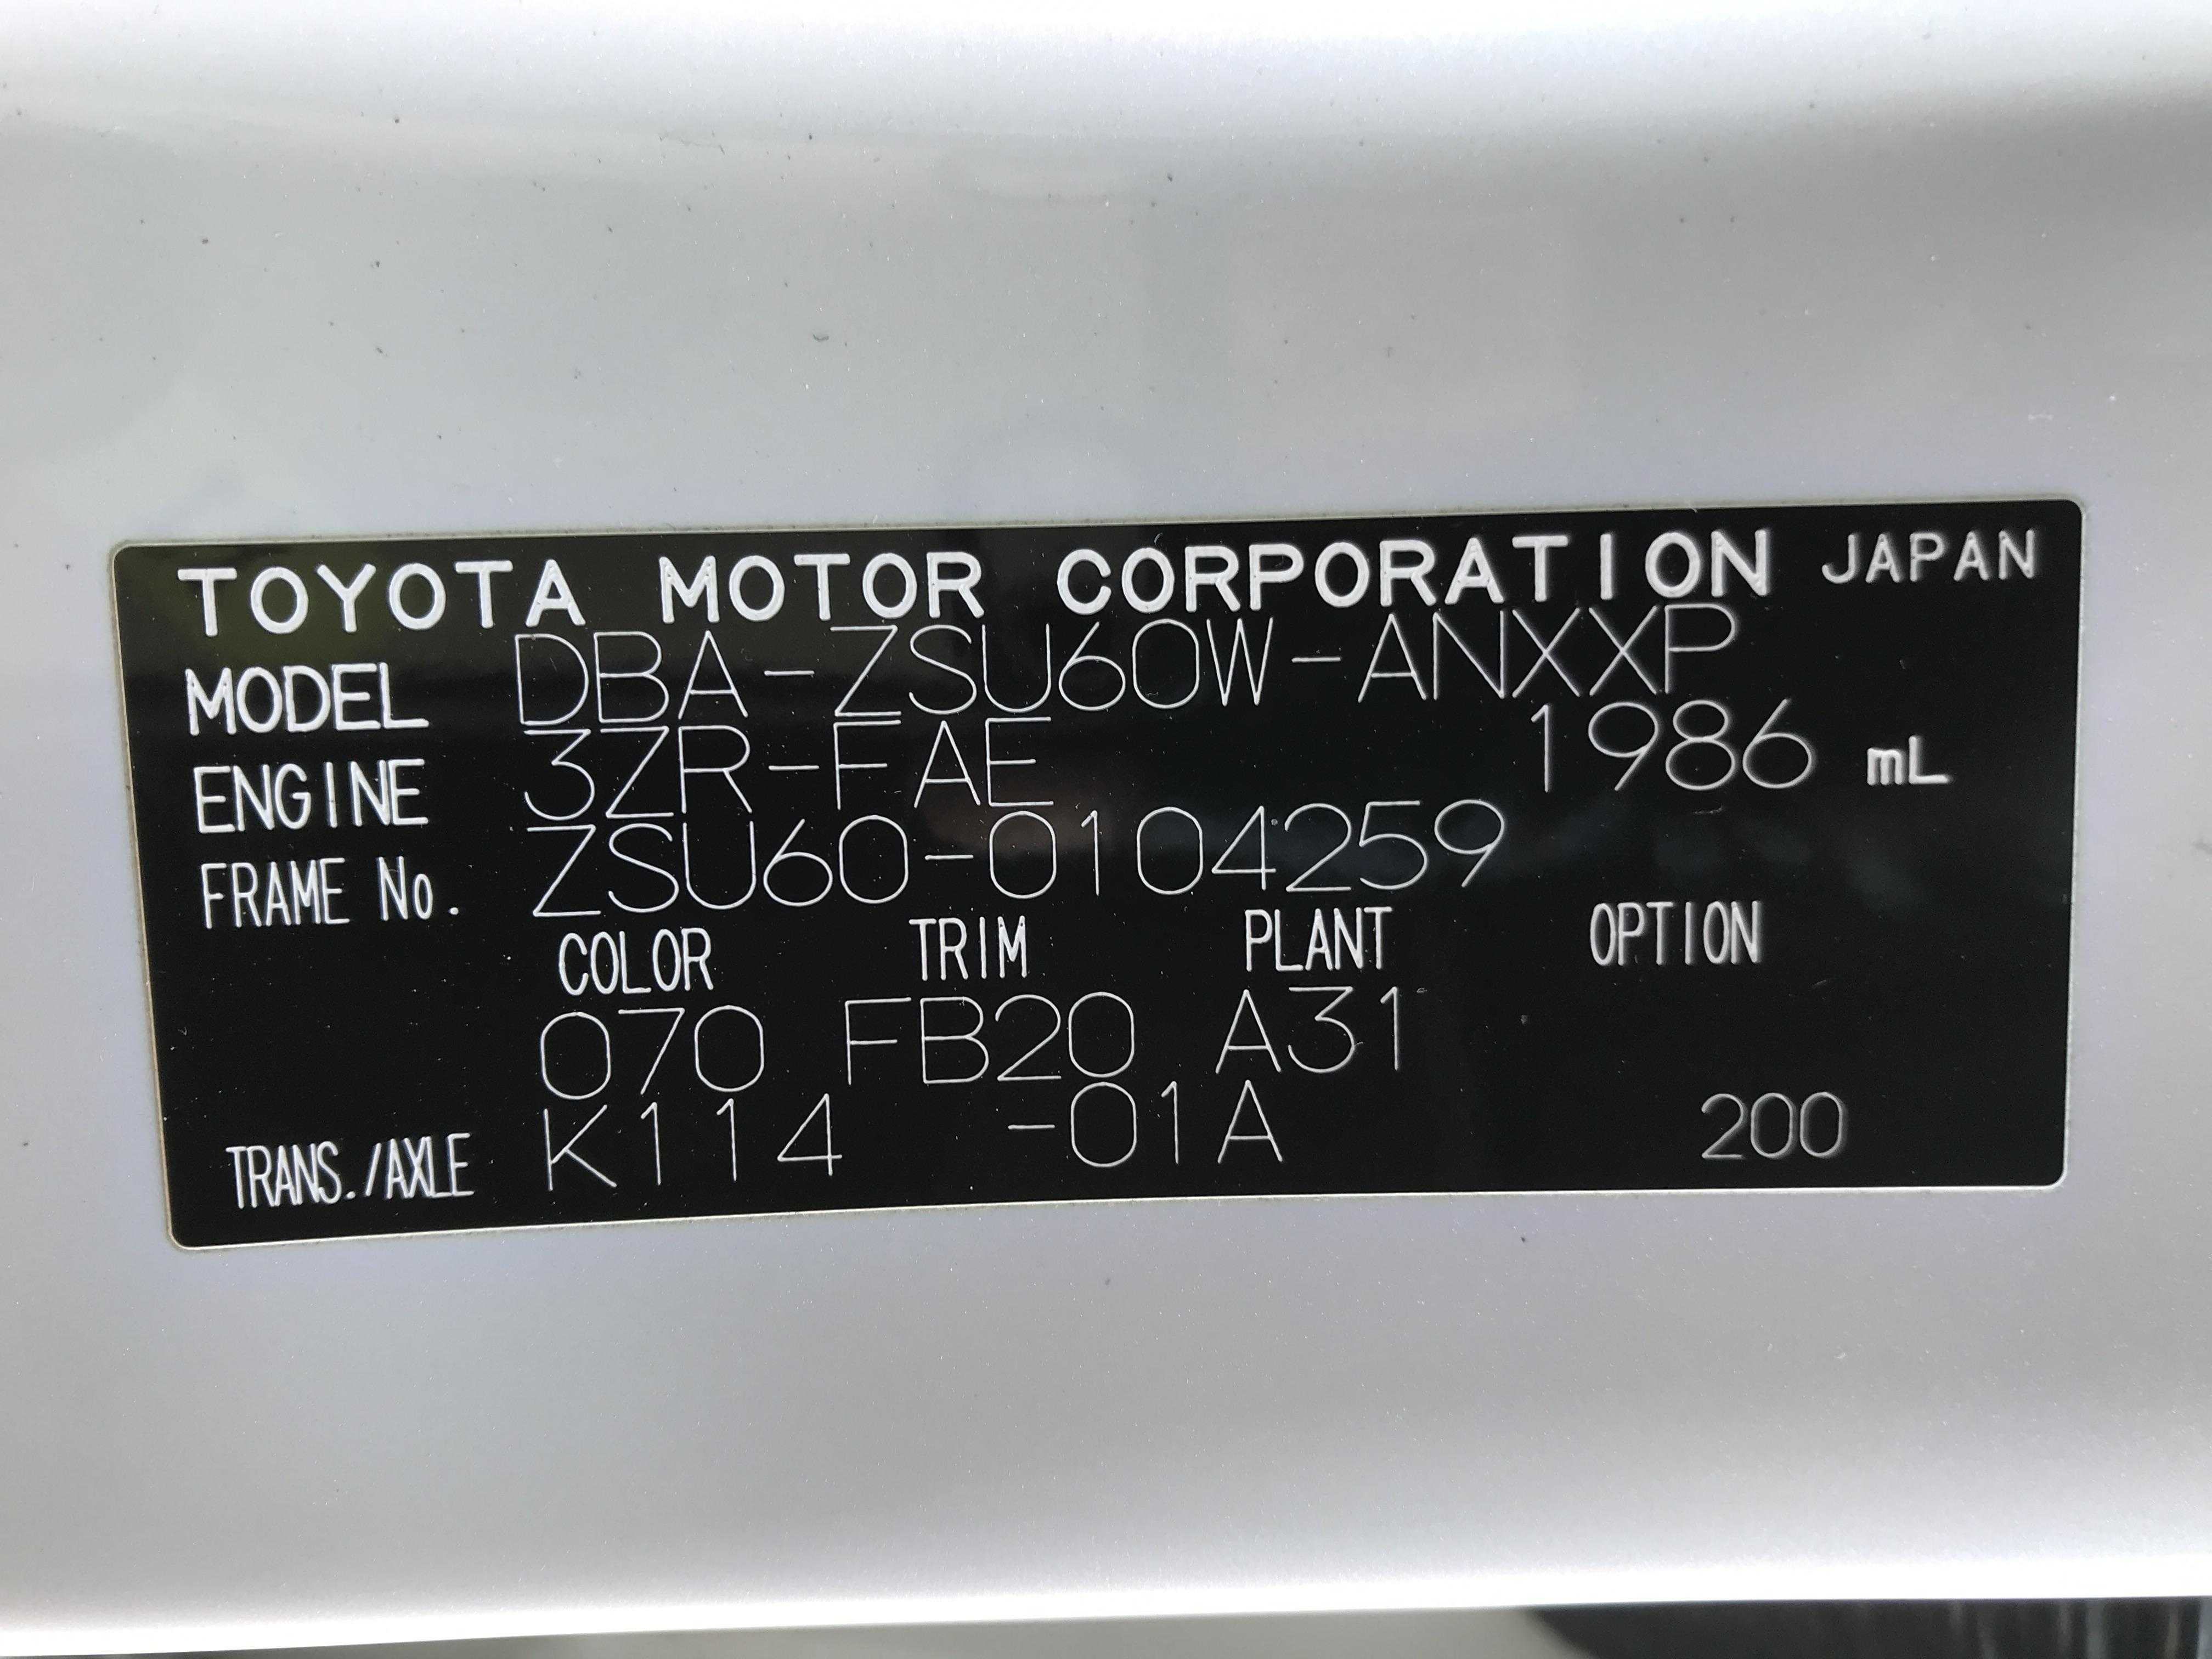 TOYOTA MOTOR CORPORATION JAPAN
MODEL DBA-ZSU60W-ANXXP
ENGINE 3ZR-FAE 1986 mL
FRAME No. ZSU60-0104259
COLOR TRIM PLANT OPTION
070 FB20 A31
TRANS./AXLE K114 -01A 200